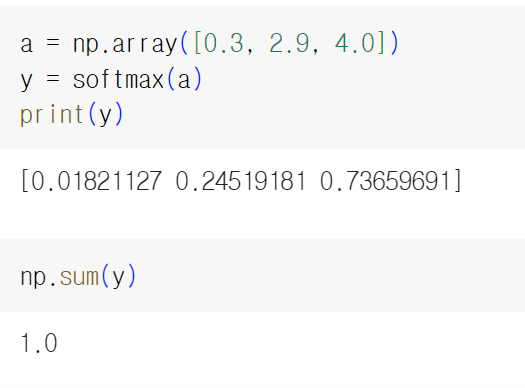 a = np.array([0.3, 2.9, 4.0])
y = softmax(a)
print(y)
[0.01821127 0.24519181 0.73659691]
np.sum(y)
1.0